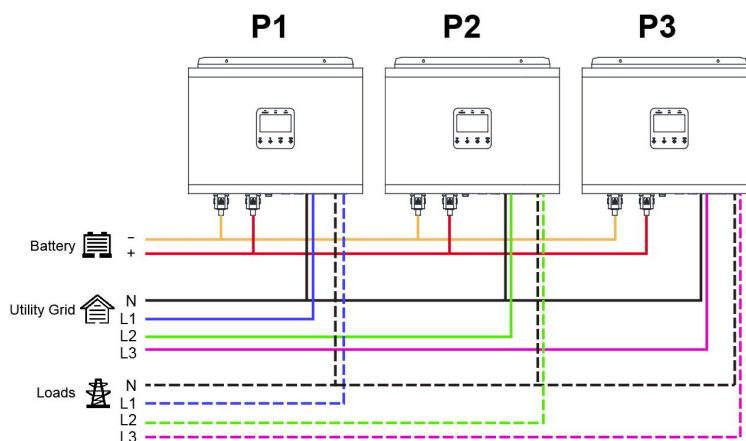 P1 P2 P3
Battery
−
+
Utility Grid
N
L1
L2
L3
Loads
N
L1
L2
L3